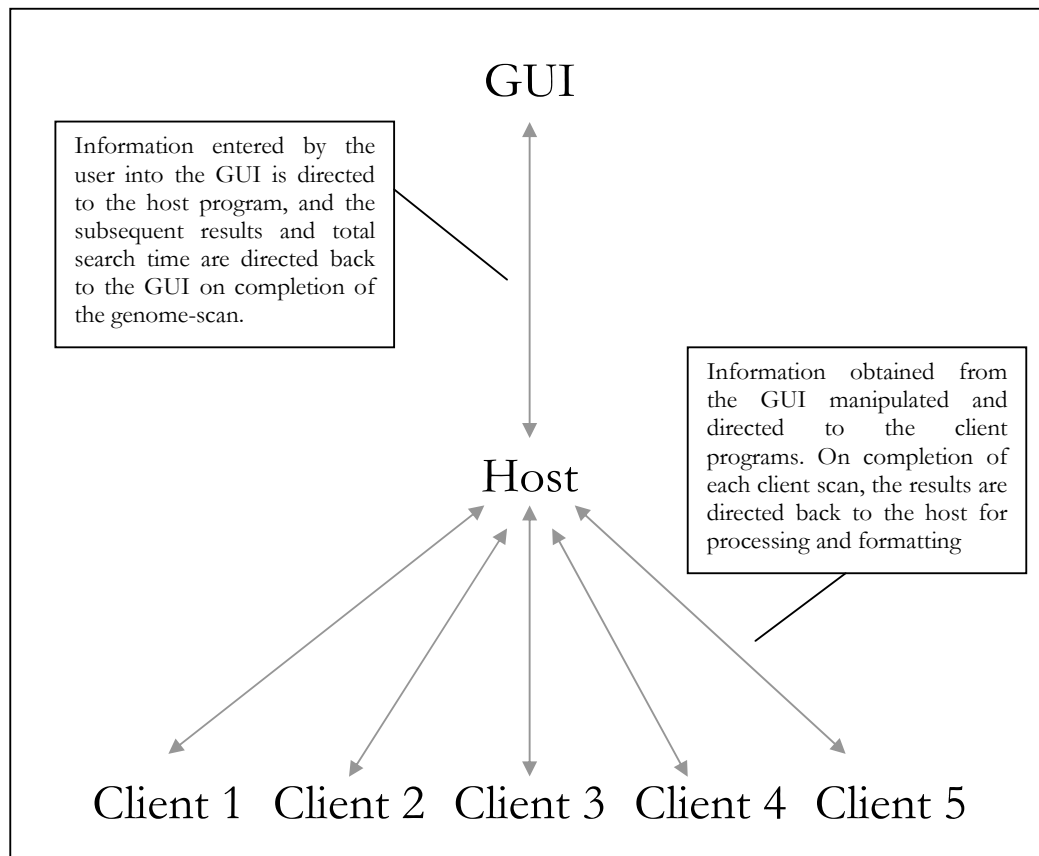 GUI
Information entered by the
user into the GUI is directed
to the host program, and the
subsequent results and total
search time are directed back
to the GUI on completion of
the genome-scan.
Information obtained from
the GUI manipulated and
directed to the client
programs. On completion of
each client scan, the results are
directed back to the host for
processing and formatting
Host
Client 1 Client 2 Client 3 Client 4 Client 5